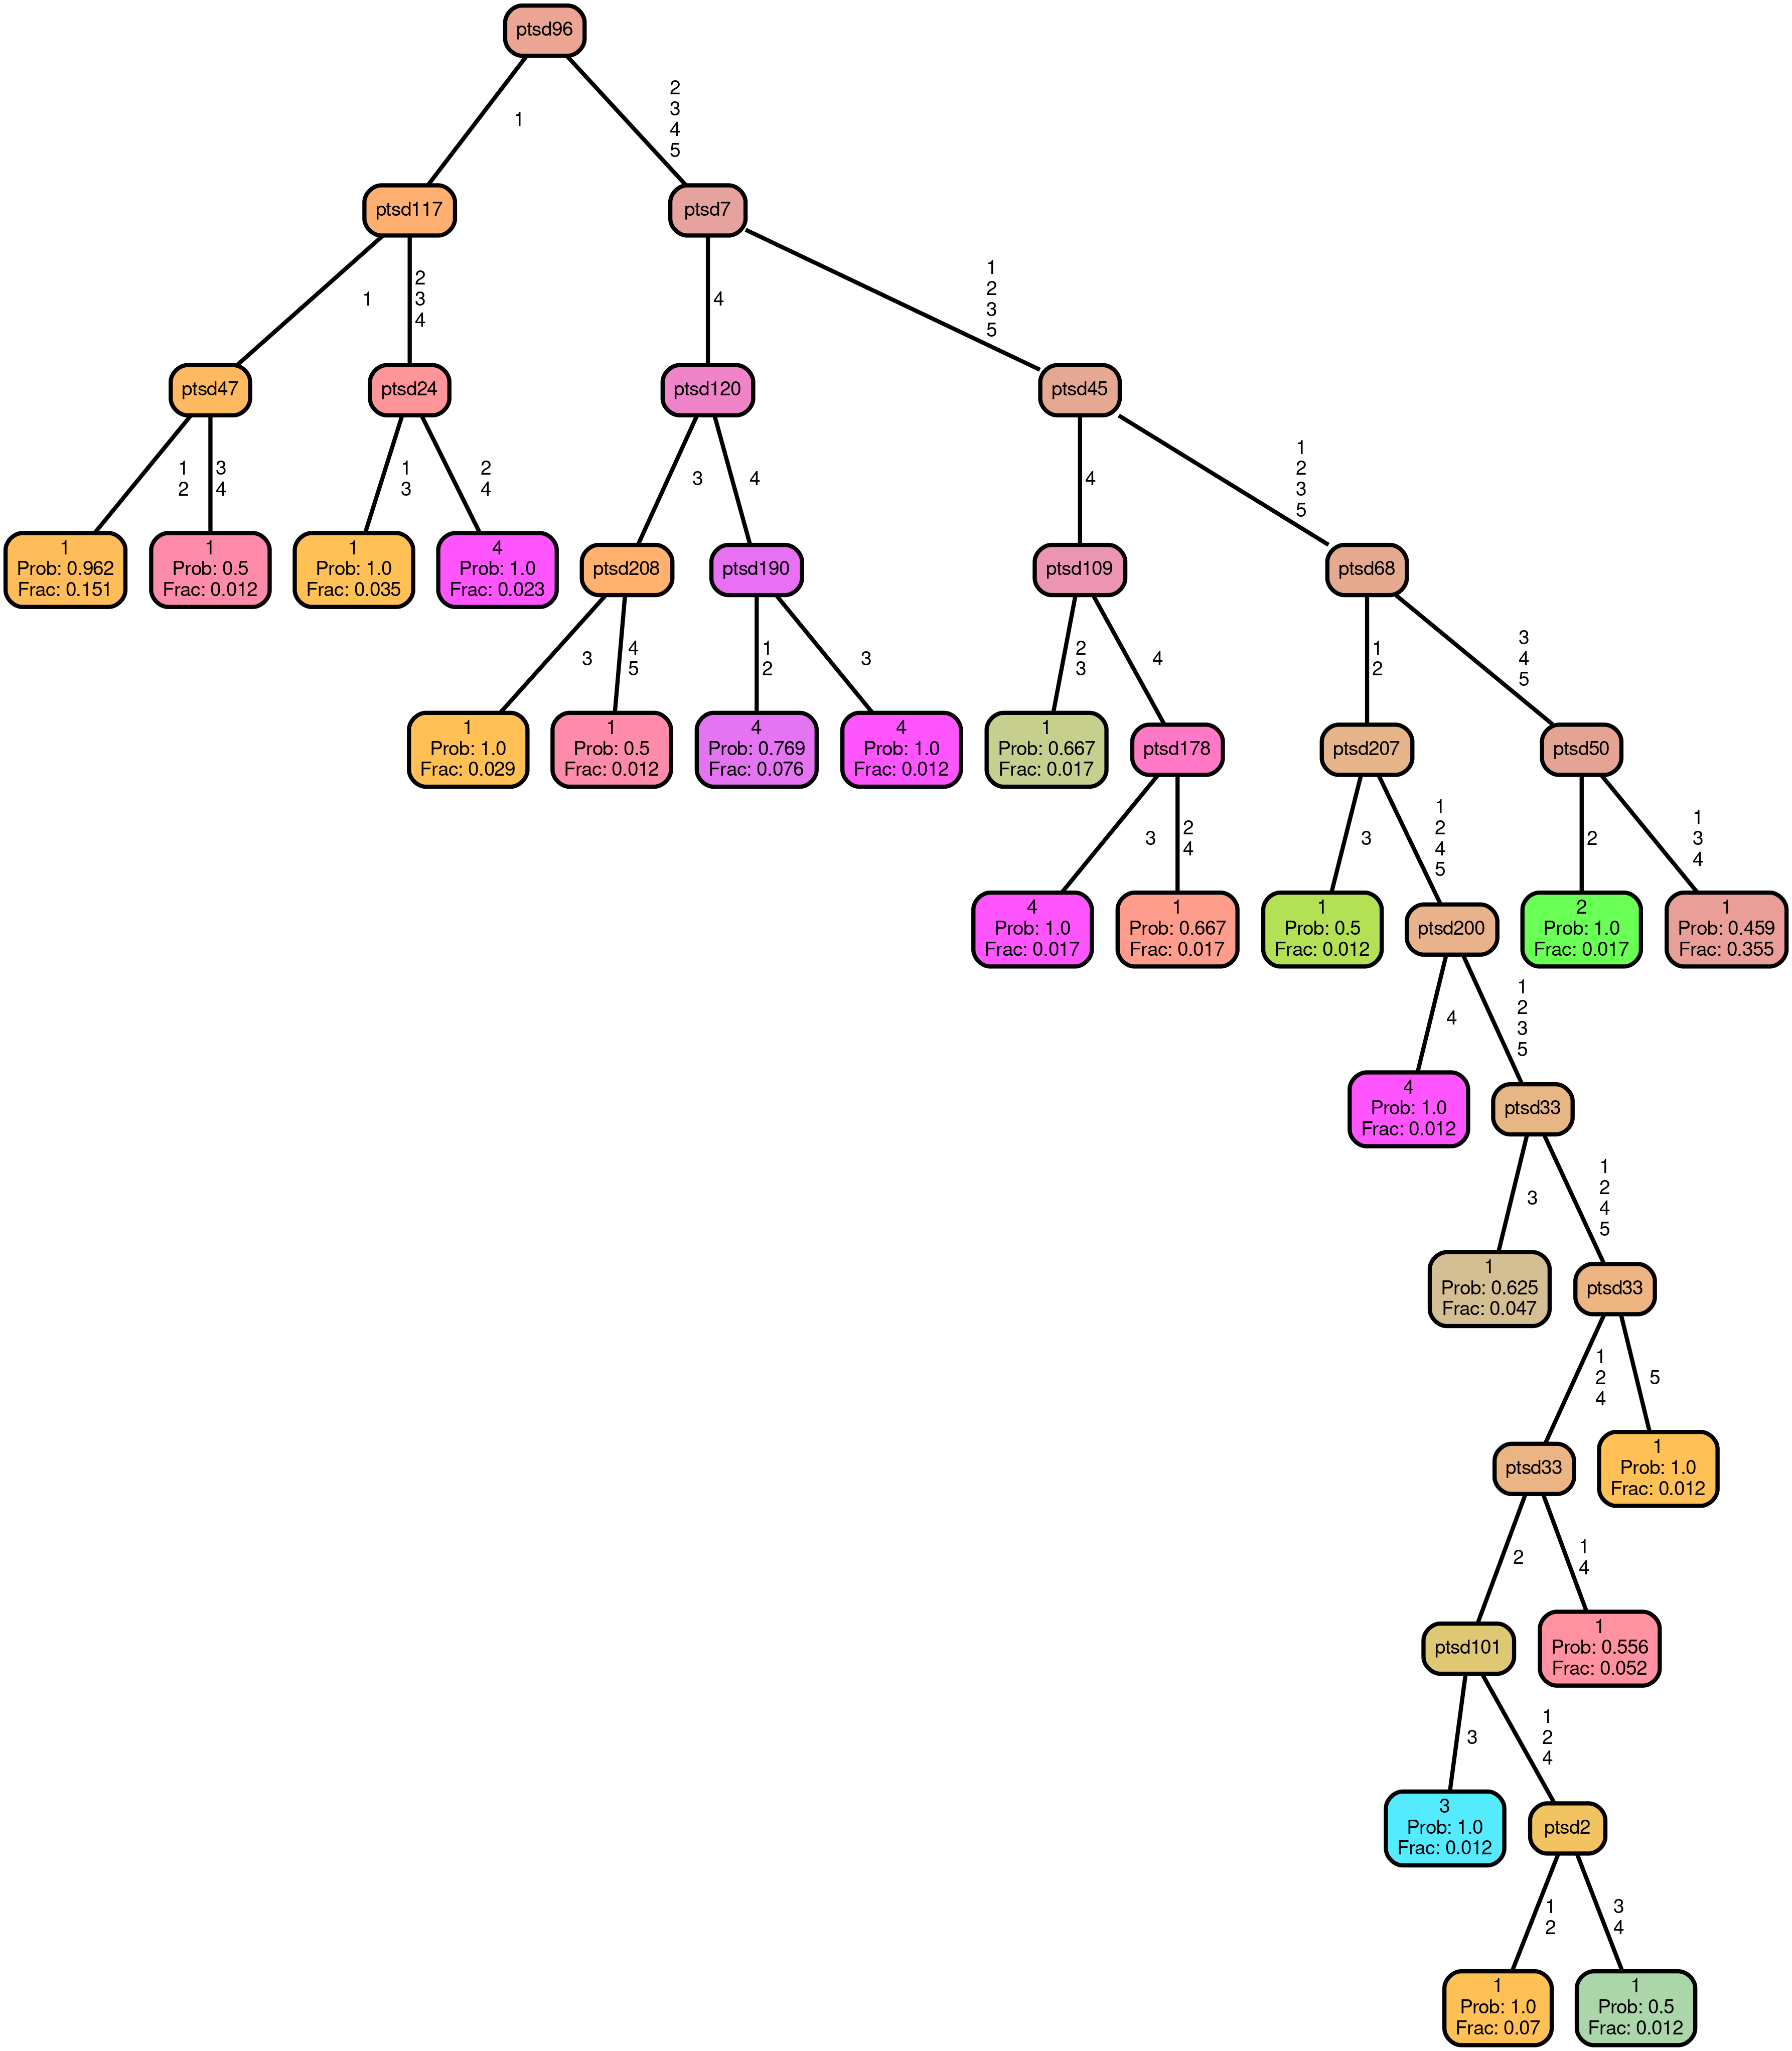 ptsd96
1
2
3
4
5
ptsd117
ptsd7
1
2
3
4
4
1
2
3
5
ptsd47
ptsd24
ptsd120
ptsd45
1
2
3
4
1
3
2
4
3
4
4
1
2
3
5
1
Prob: 0.962
Frac: 0.151
1
Prob: 0.5
Frac: 0.012
1
Prob: 1.0
Frac: 0.035
4
Prob: 1.0
Frac: 0.023
ptsd208
ptsd190
ptsd109
ptsd68
3
4
5
1
2
3
2
3
4
1
2
3
4
5
1
Prob: 1.0
Frac: 0.029
1
Prob: 0.5
Frac: 0.012
4
Prob: 0.769
Frac: 0.076
4
Prob: 1.0
Frac: 0.012
1
Prob: 0.667
Frac: 0.017
ptsd178
ptsd207
ptsd50
3
2
4
3
1
2
4
5
2
1
3
4
4
Prob: 1.0
Frac: 0.017
1
Prob: 0.667
Frac: 0.017
1
Prob: 0.5
Frac: 0.012
ptsd200
2
Prob: 1.0
Frac: 0.017
1
Prob: 0.459
Frac: 0.355
4
1
2
3
5
4
Prob: 1.0
Frac: 0.012
ptsd33
3
1
2
4
5
1
Prob: 0.625
Frac: 0.047
ptsd33
1
2
4
5
ptsd33
1
Prob: 1.0
Frac: 0.012
2
1
4
ptsd101
1
Prob: 0.556
Frac: 0.052
3
1
2
4
3
Prob: 1.0
Frac: 0.012
ptsd2
1
2
3
4
1
Prob: 1.0
Frac: 0.07
1
Prob: 0.5
Frac: 0.012